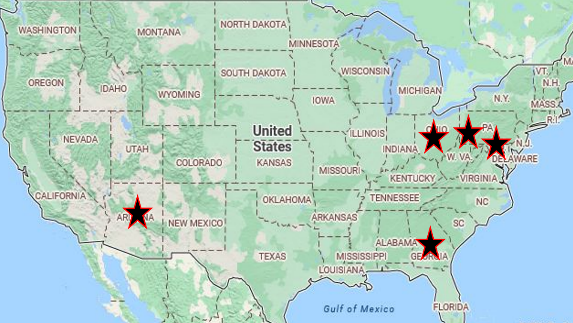 WASHINGTON
MONTANA
NORTH DAKOTA
MINNESOTA
OREGON
IDAHO
WYOMING
SOUTH DAKOTA
WISCONSIN
MICHIGAN
VT.
N.H.
N.Y.
MASS.
R.I.
IOWA
NEVADA
UTAH
COLORADO
United
States
KANSAS
ILLINOIS
INDIANA
PA
N.J.
DELAWARE
W. VA.
MISSOURI
KENTUCKY
VIRGINIA
CALIFORNIA
NEW MEXICO
OKLAHOMA
ARKANSAS
TENNESSEE
NC
SC
TEXAS
MISSISSIPPI
ALABAMA
GEORGIA
LOUISIANA
Gulf of Mexico
FLORIDA